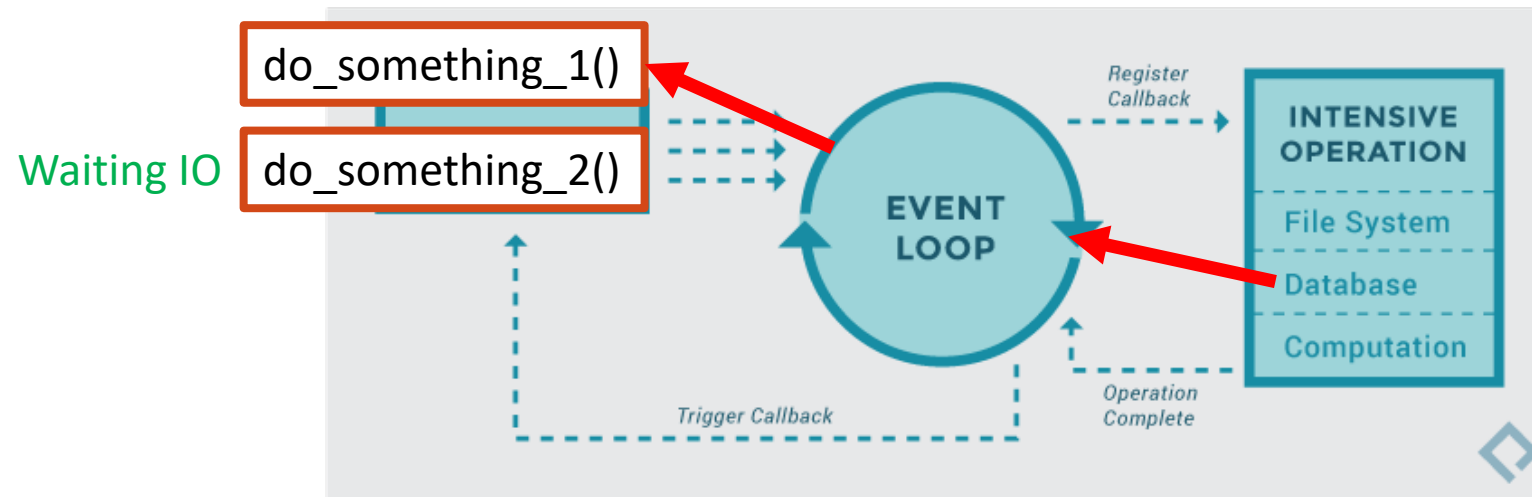 do_something_1()
Waiting IO
do_something_2()
EVENT
LOOP
Register
Callback
INTENSIVE
OPERATION
File System
Database
Computation
Trigger Callback
Operation
Complete